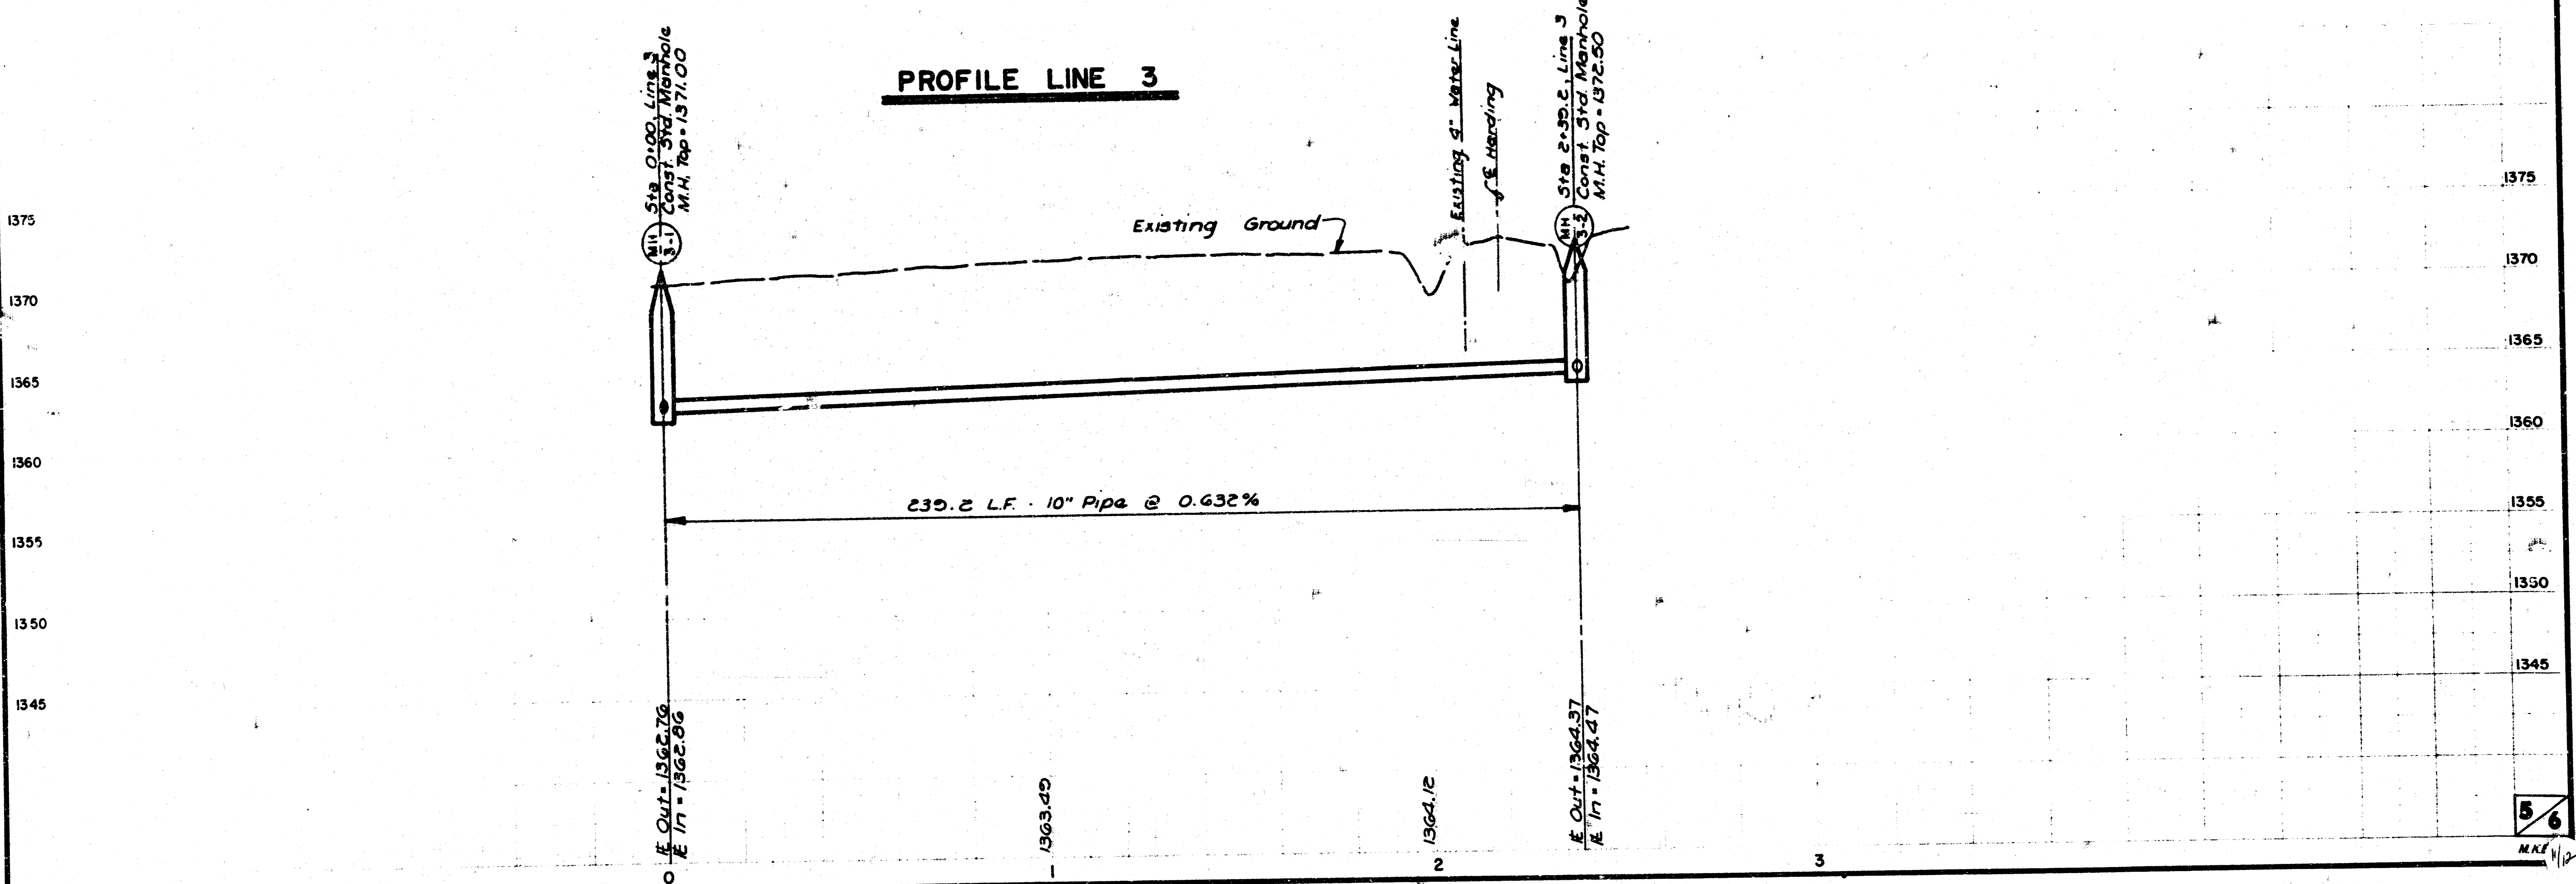 PROFILE LINE 3
Sta 0+00, Line 3
Const. Std. Manhole
M.H. Top = 1371.00
MH
3-1
Existing Ground
Existing 4" Water Line
℄ Harding
Sta 2+39.2, Line 3
Const. Std. Manhole
M.H. Top = 1372.50
MH
3-2
1375
1370
1365
1360
1355
1350
1345
1375
1370
1365
1360
1355
1350
1345
239.2 L.F. - 10" Pipe @ 0.632%
IE Out = 1362.76
IE In = 1362.86
1363.49
1364.12
IE Out = 1364.37
IE In = 1364.47
0
1
2
3
5/6
M.K.E.
11/12